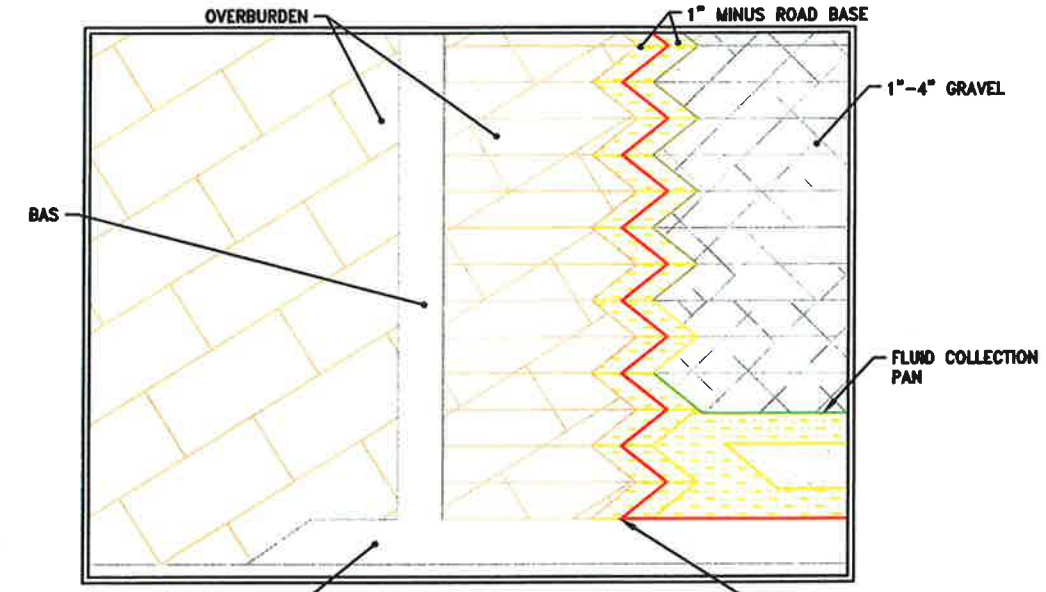 OVERBURDEN
1" MINUS ROAD BASE
1"-4" GRAVEL
BAS
FLUID COLLECTION
PAN